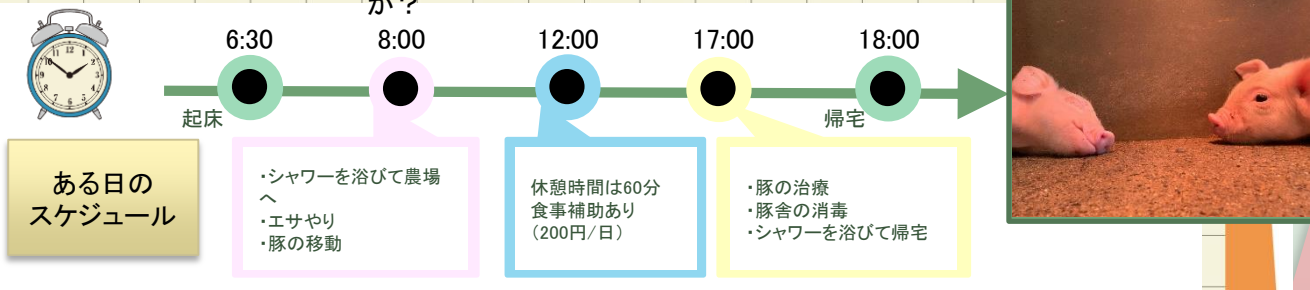 か？
6:30 8:00 12:00 17:00 18:00
起床 帰宅
ある日の
スケジュール
・シャワーを浴びて農場
へ
・エサやり
・豚の移動
休憩時間は60分
食事補助あり
（200円/日）
・豚の治療
・豚舎の消毒
・シャワーを浴びて帰宅